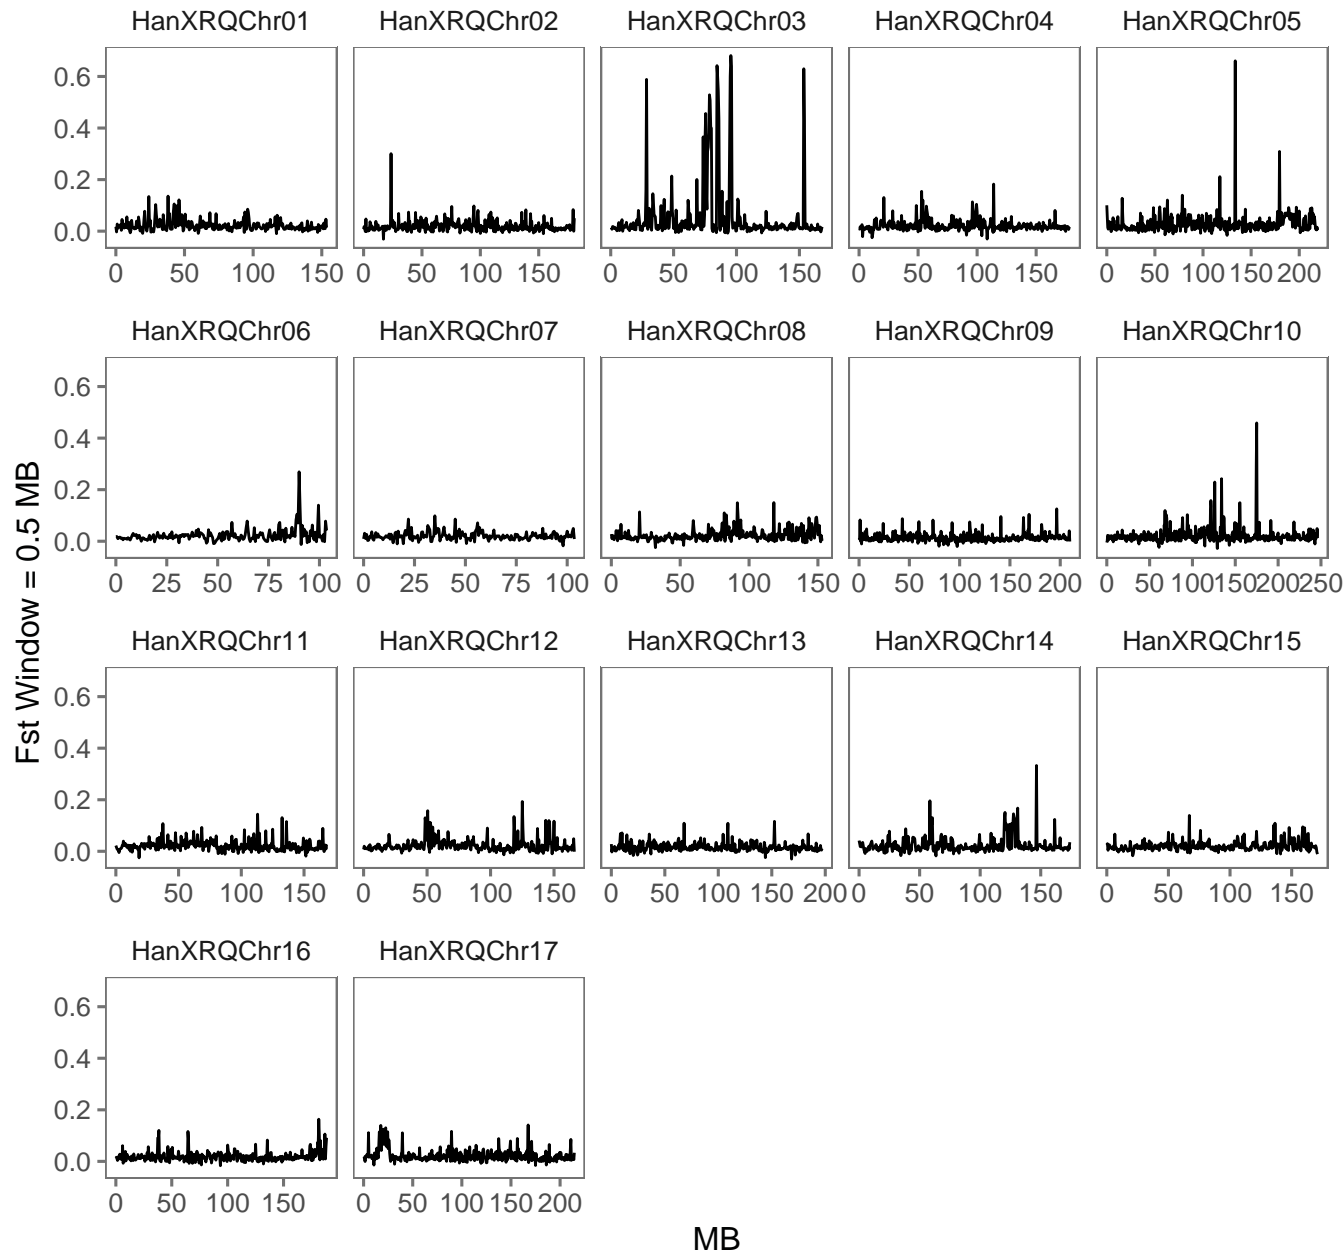 HanXRQChr01 HanXRQChr02 HanXRQChr03 HanXRQChr04 HanXRQChr05
0.6
0.4
0.2
0.0
0 50 100 150 0 50 100 150 0 50 100 150 0 50 100 150 0 50 100 150 200
HanXRQChr06 HanXRQChr07 HanXRQChr08 HanXRQChr09 HanXRQChr10
0.6
0.4
0.2
0.0
0 25 50 75 100 0 25 50 75 100 0 50 100 150 0 50 100 150 200 0 50 100 150 200 250
Fst Window = 0.5 MB
HanXRQChr11 HanXRQChr12 HanXRQChr13 HanXRQChr14 HanXRQChr15
0.6
0.4
0.2
0.0
0 50 100 150 0 50 100 150 0 50 100 150 200 0 50 100 150 0 50 100 150
HanXRQChr16 HanXRQChr17
0.6
0.4
0.2
0.0
0 50 100 150 0 50 100 150 200
MB